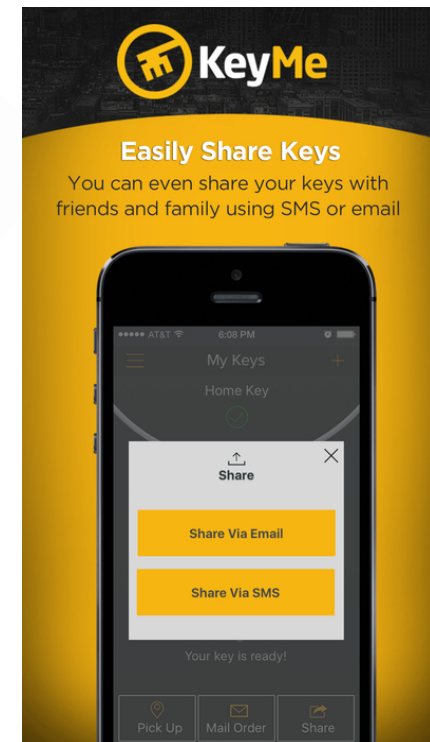 KeyMe
Easily Share Keys
You can even share your keys with
friends and family using SMS or email
AT&T 6:08 PM
My Keys
Home Key
Share
Share Via Email
Share Via SMS
Your key is ready!
Pick Up Mail Order Share